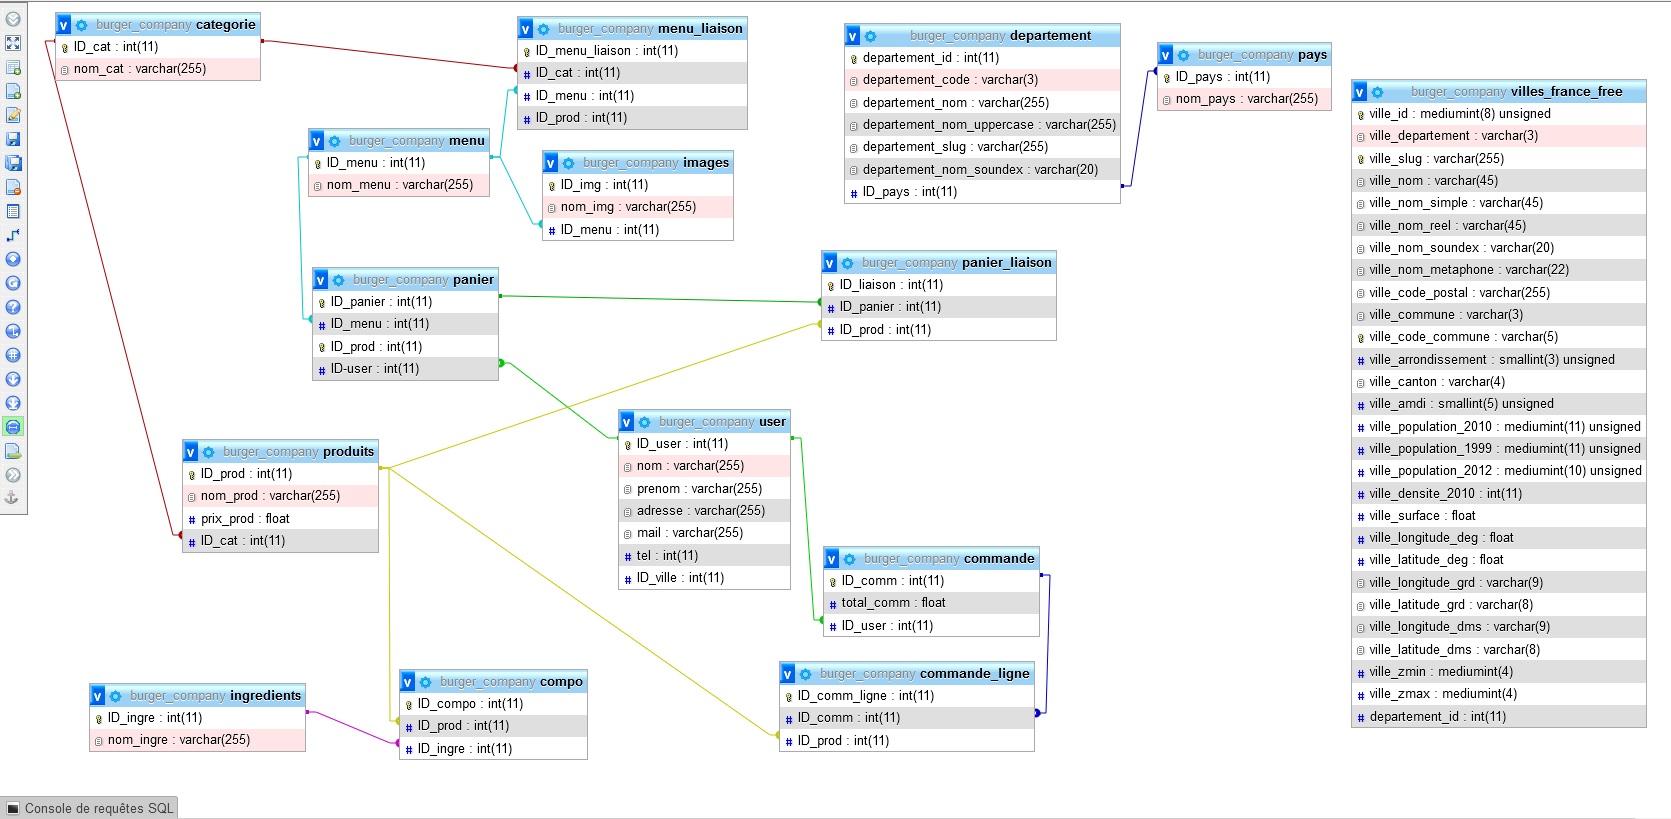 v burger_company categorie
ID_cat : int(11)
nom_cat : varchar(255)
v burger_company menu_liaison
ID_menu_liaison : int(11)
# ID_cat : int(11)
# ID_menu : int(11)
# ID_prod : int(11)
v burger_company departement
departement_id : int(11)
departement_code : varchar(3)
departement_nom : varchar(255)
departement_nom_uppercase : varchar(255)
departement_slug : varchar(255)
departement_nom_soundex : varchar(20)
# ID_pays : int(11)
v burger_company pays
ID_pays : int(11)
nom_pays : varchar(255)
v burger_company villes_france_free
ville_id : mediumint(8) unsigned
ville_departement : varchar(3)
ville_slug : varchar(255)
ville_nom : varchar(45)
ville_nom_simple : varchar(45)
ville_nom_reel : varchar(45)
ville_nom_soundex : varchar(20)
ville_nom_metaphone : varchar(22)
ville_code_postal : varchar(255)
ville_commune : varchar(3)
ville_code_commune : varchar(5)
# ville_arrondissement : smallint(3) unsigned
ville_canton : varchar(4)
# ville_amdi : smallint(5) unsigned
# ville_population_2010 : mediumint(11) unsigned
# ville_population_1999 : mediumint(11) unsigned
# ville_population_2012 : mediumint(10) unsigned
# ville_densite_2010 : int(11)
# ville_surface : float
# ville_longitude_deg : float
# ville_latitude_deg : float
ville_longitude_grd : varchar(9)
ville_latitude_grd : varchar(8)
ville_longitude_dms : varchar(9)
ville_latitude_dms : varchar(8)
# ville_zmin : mediumint(4)
# ville_zmax : mediumint(4)
# departement_id : int(11)
v burger_company menu
ID_menu : int(11)
nom_menu : varchar(255)
v burger_company images
ID_img : int(11)
nom_img : varchar(255)
# ID_menu : int(11)
v burger_company panier
ID_panier : int(11)
# ID_menu : int(11)
ID_prod : int(11)
# ID-user : int(11)
v burger_company panier_liaison
ID_liaison : int(11)
# ID_panier : int(11)
# ID_prod : int(11)
v burger_company user
ID_user : int(11)
nom : varchar(255)
prenom : varchar(255)
adresse : varchar(255)
mail : varchar(255)
# tel : int(11)
# ID_ville : int(11)
v burger_company produits
ID_prod : int(11)
nom_prod : varchar(255)
# prix_prod : float
# ID_cat : int(11)
v burger_company commande
ID_comm : int(11)
# total_comm : float
# ID_user : int(11)
v burger_company commande_ligne
ID_comm_ligne : int(11)
# ID_comm : int(11)
# ID_prod : int(11)
v burger_company compo
ID_compo : int(11)
# ID_prod : int(11)
# ID_ingre : int(11)
v burger_company ingredients
ID_ingre : int(11)
nom_ingre : varchar(255)
Console de requêtes SQL